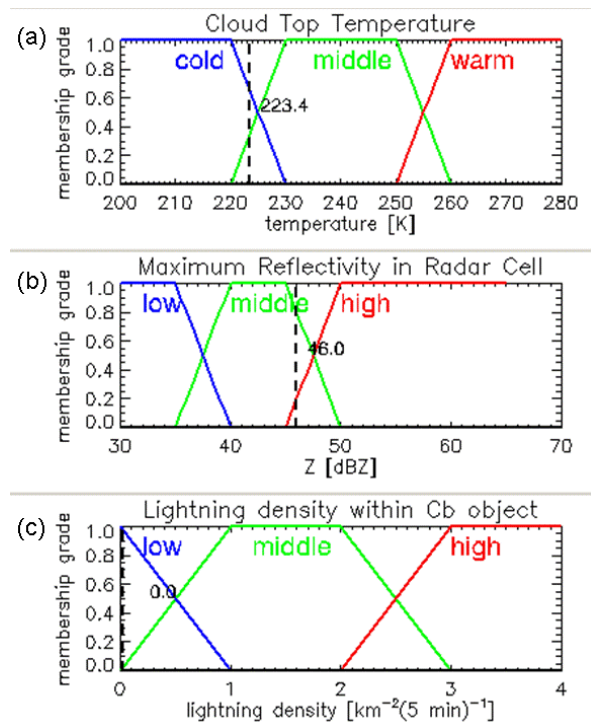 (a)
Cloud Top Temperature
membership grade
1.0
0.8
0.6
0.4
0.2
0.0
cold middle warm
223.4
200 210 220 230 240 250 260 270 280
temperature [K]
(b)
Maximum Reflectivity in Radar Cell
membership grade
1.0
0.8
0.6
0.4
0.2
0.0
low middle high
46.0
30 40 50 60 70
Z [dBZ]
(c)
Lightning density within Cb object
membership grade
1.0
0.8
0.6
0.4
0.2
0.0
low middle high
0.0
0 1 2 3 4
lightning density [km⁻²(5 min)⁻¹]